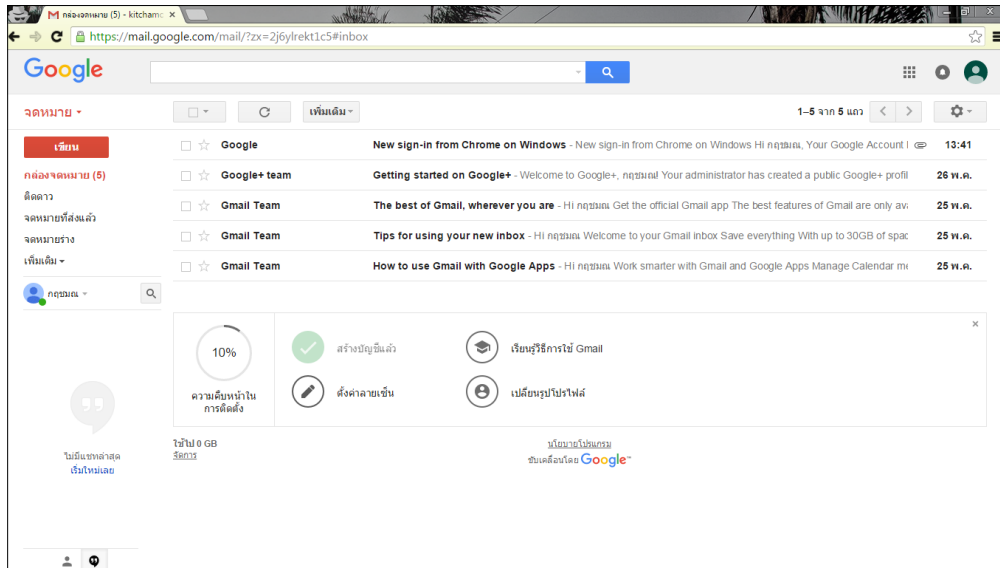 กล่องจดหมาย (5) - kitchamc
https://mail.google.com/mail/?zx=2j6ylrekt1c5#inbox
Google
จดหมาย
เพิ่มเติม
1–5 จาก 5 แถว
เขียน
กล่องจดหมาย (5)
ติดดาว
จดหมายที่ส่งแล้ว
จดหมายร่าง
เพิ่มเติม
กฤชมณ
Google New sign-in from Chrome on Windows - New sign-in from Chrome on Windows Hi กฤชมณ, Your Google Account 13:41
Google+ team Getting started on Google+ - Welcome to Google+, กฤชมณ! Your administrator has created a public Google+ profil 26 พ.ค.
Gmail Team The best of Gmail, wherever you are - Hi กฤชมณ Get the official Gmail app The best features of Gmail are only ava 25 พ.ค.
Gmail Team Tips for using your new inbox - Hi กฤชมณ Welcome to your Gmail inbox Save everything With up to 30GB of spac 25 พ.ค.
Gmail Team How to use Gmail with Google Apps - Hi กฤชมณ Work smarter with Gmail and Google Apps Manage Calendar me 25 พ.ค.
10%
ความคืบหน้าใน
การติดตั้ง
สร้างบัญชีแล้ว
เรียนรู้วิธีการใช้ Gmail
ตั้งค่าลายเซ็น
เปลี่ยนรูปโปรไฟล์
ใช้ไป 0 GB
จัดการ
นโยบายโปรแกรม
ขับเคลื่อนโดย Google™
ไม่มีแชทล่าสุด
เริ่มใหม่เลย